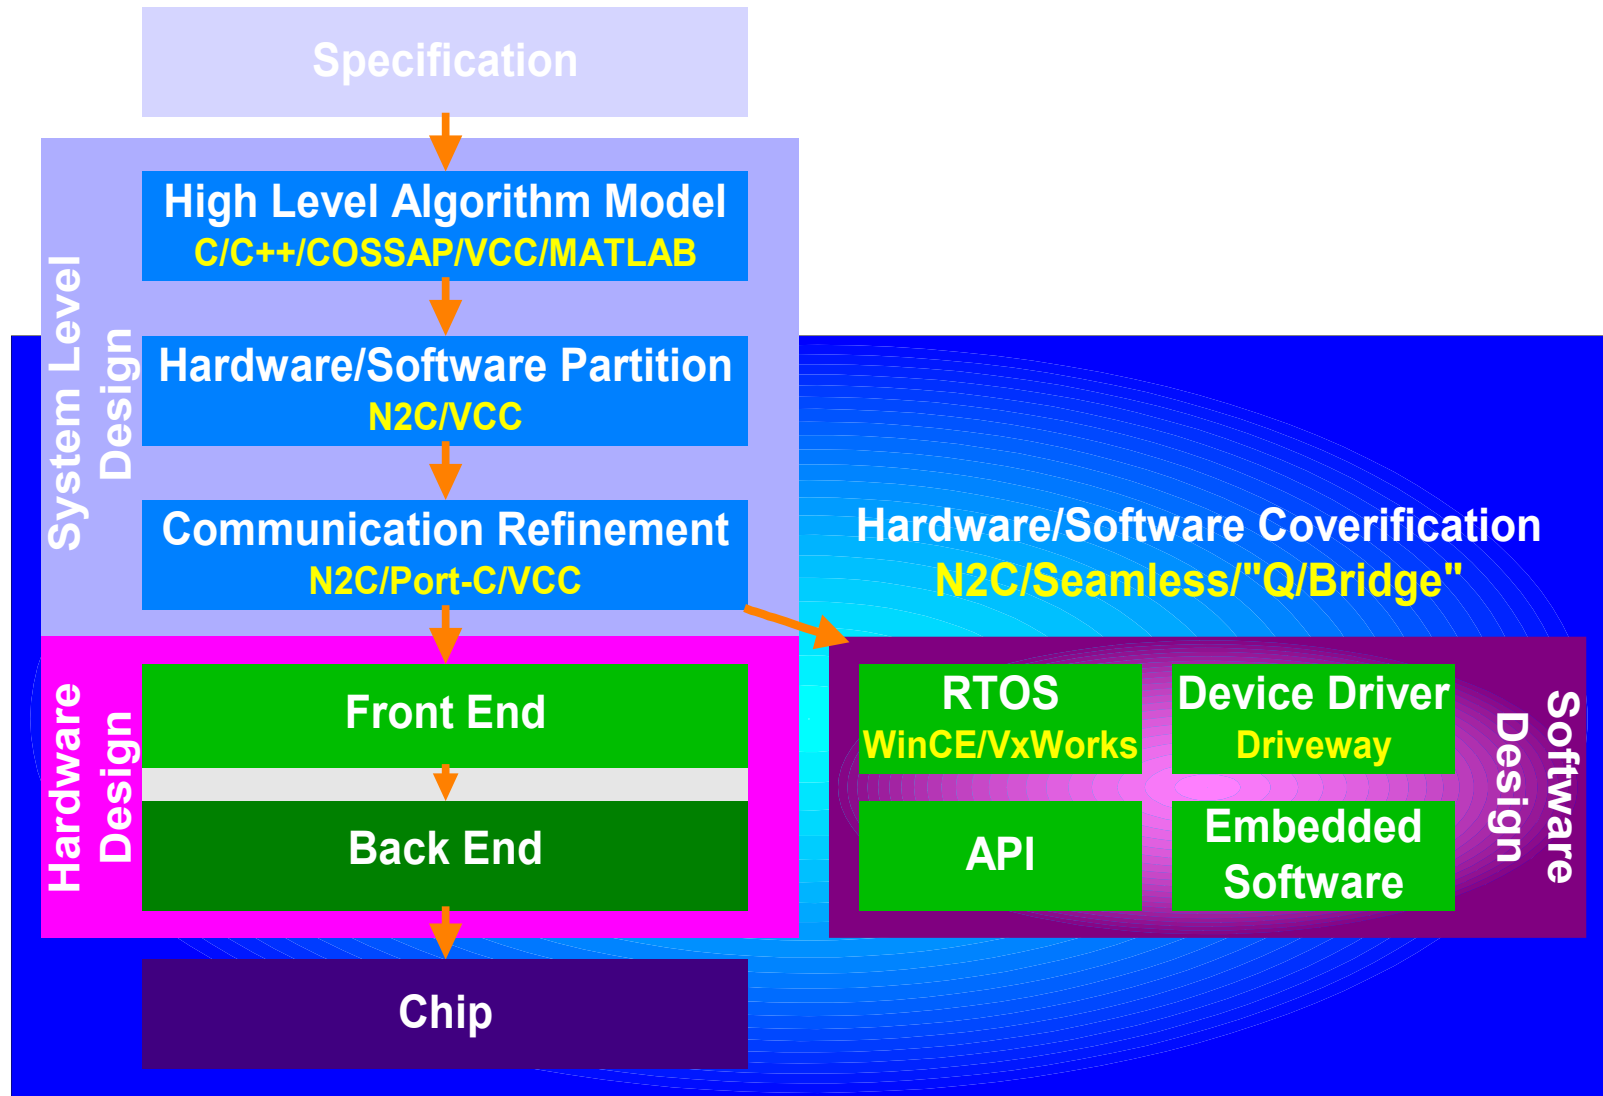 Specification
System Level
Design
High Level Algorithm Model
C/C++/COSSAP/VCC/MATLAB
Hardware/Software Partition
N2C/VCC
Communication Refinement
N2C/Port-C/VCC
Hardware/Software Coverification
N2C/Seamless/"Q/Bridge"
Hardware
Design
Front End
Back End
RTOS
WinCE/VxWorks
Device Driver
Driveway
API
Embedded
Software
Software
Design
Chip